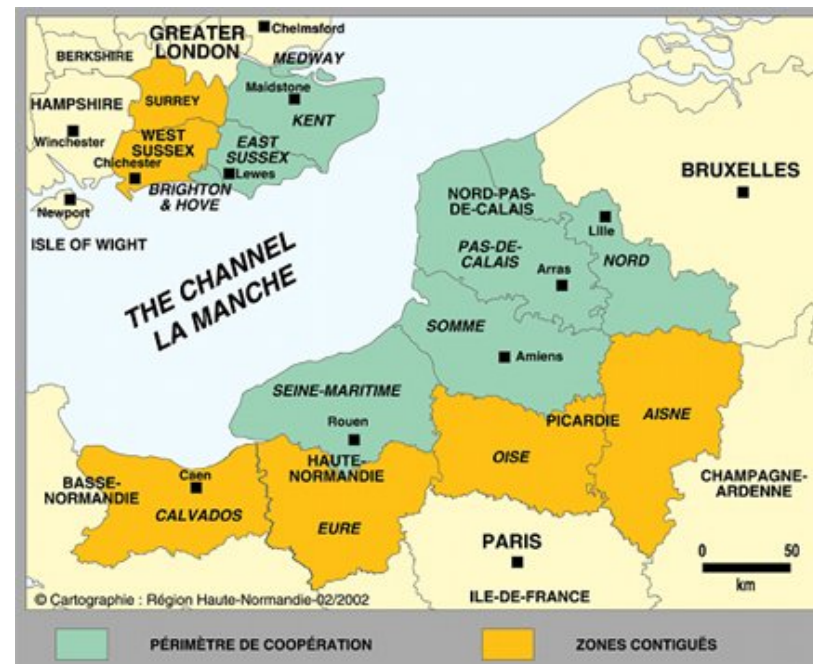 GREATER
LONDON
Chelmsford
BERKSHIRE
MEDWAY
Maidstone
HAMPSHIRE
SURREY
KENT
Winchester
WEST
SUSSEX
EAST
SUSSEX
Chichester
Lewes
BRIGHTON
& HOVE
Newport
ISLE OF WIGHT
BRUXELLES
NORD-PAS-
DE-CALAIS
Lille
PAS-DE-
CALAIS
NORD
Arras
THE CHANNEL
LA MANCHE
SOMME
Amiens
SEINE-MARITIME
Rouen
PICARDIE
AISNE
OISE
HAUTE-
NORMANDIE
BASSE-
NORMANDIE
Caen
CALVADOS
EURE
CHAMPAGNE-
ARDENNE
PARIS
0 50
km
ILE-DE-FRANCE
© Cartographie : Région Haute-Normandie-02/2002
PÉRIMÈTRE DE COOPÉRATION
ZONES CONTIGUËS